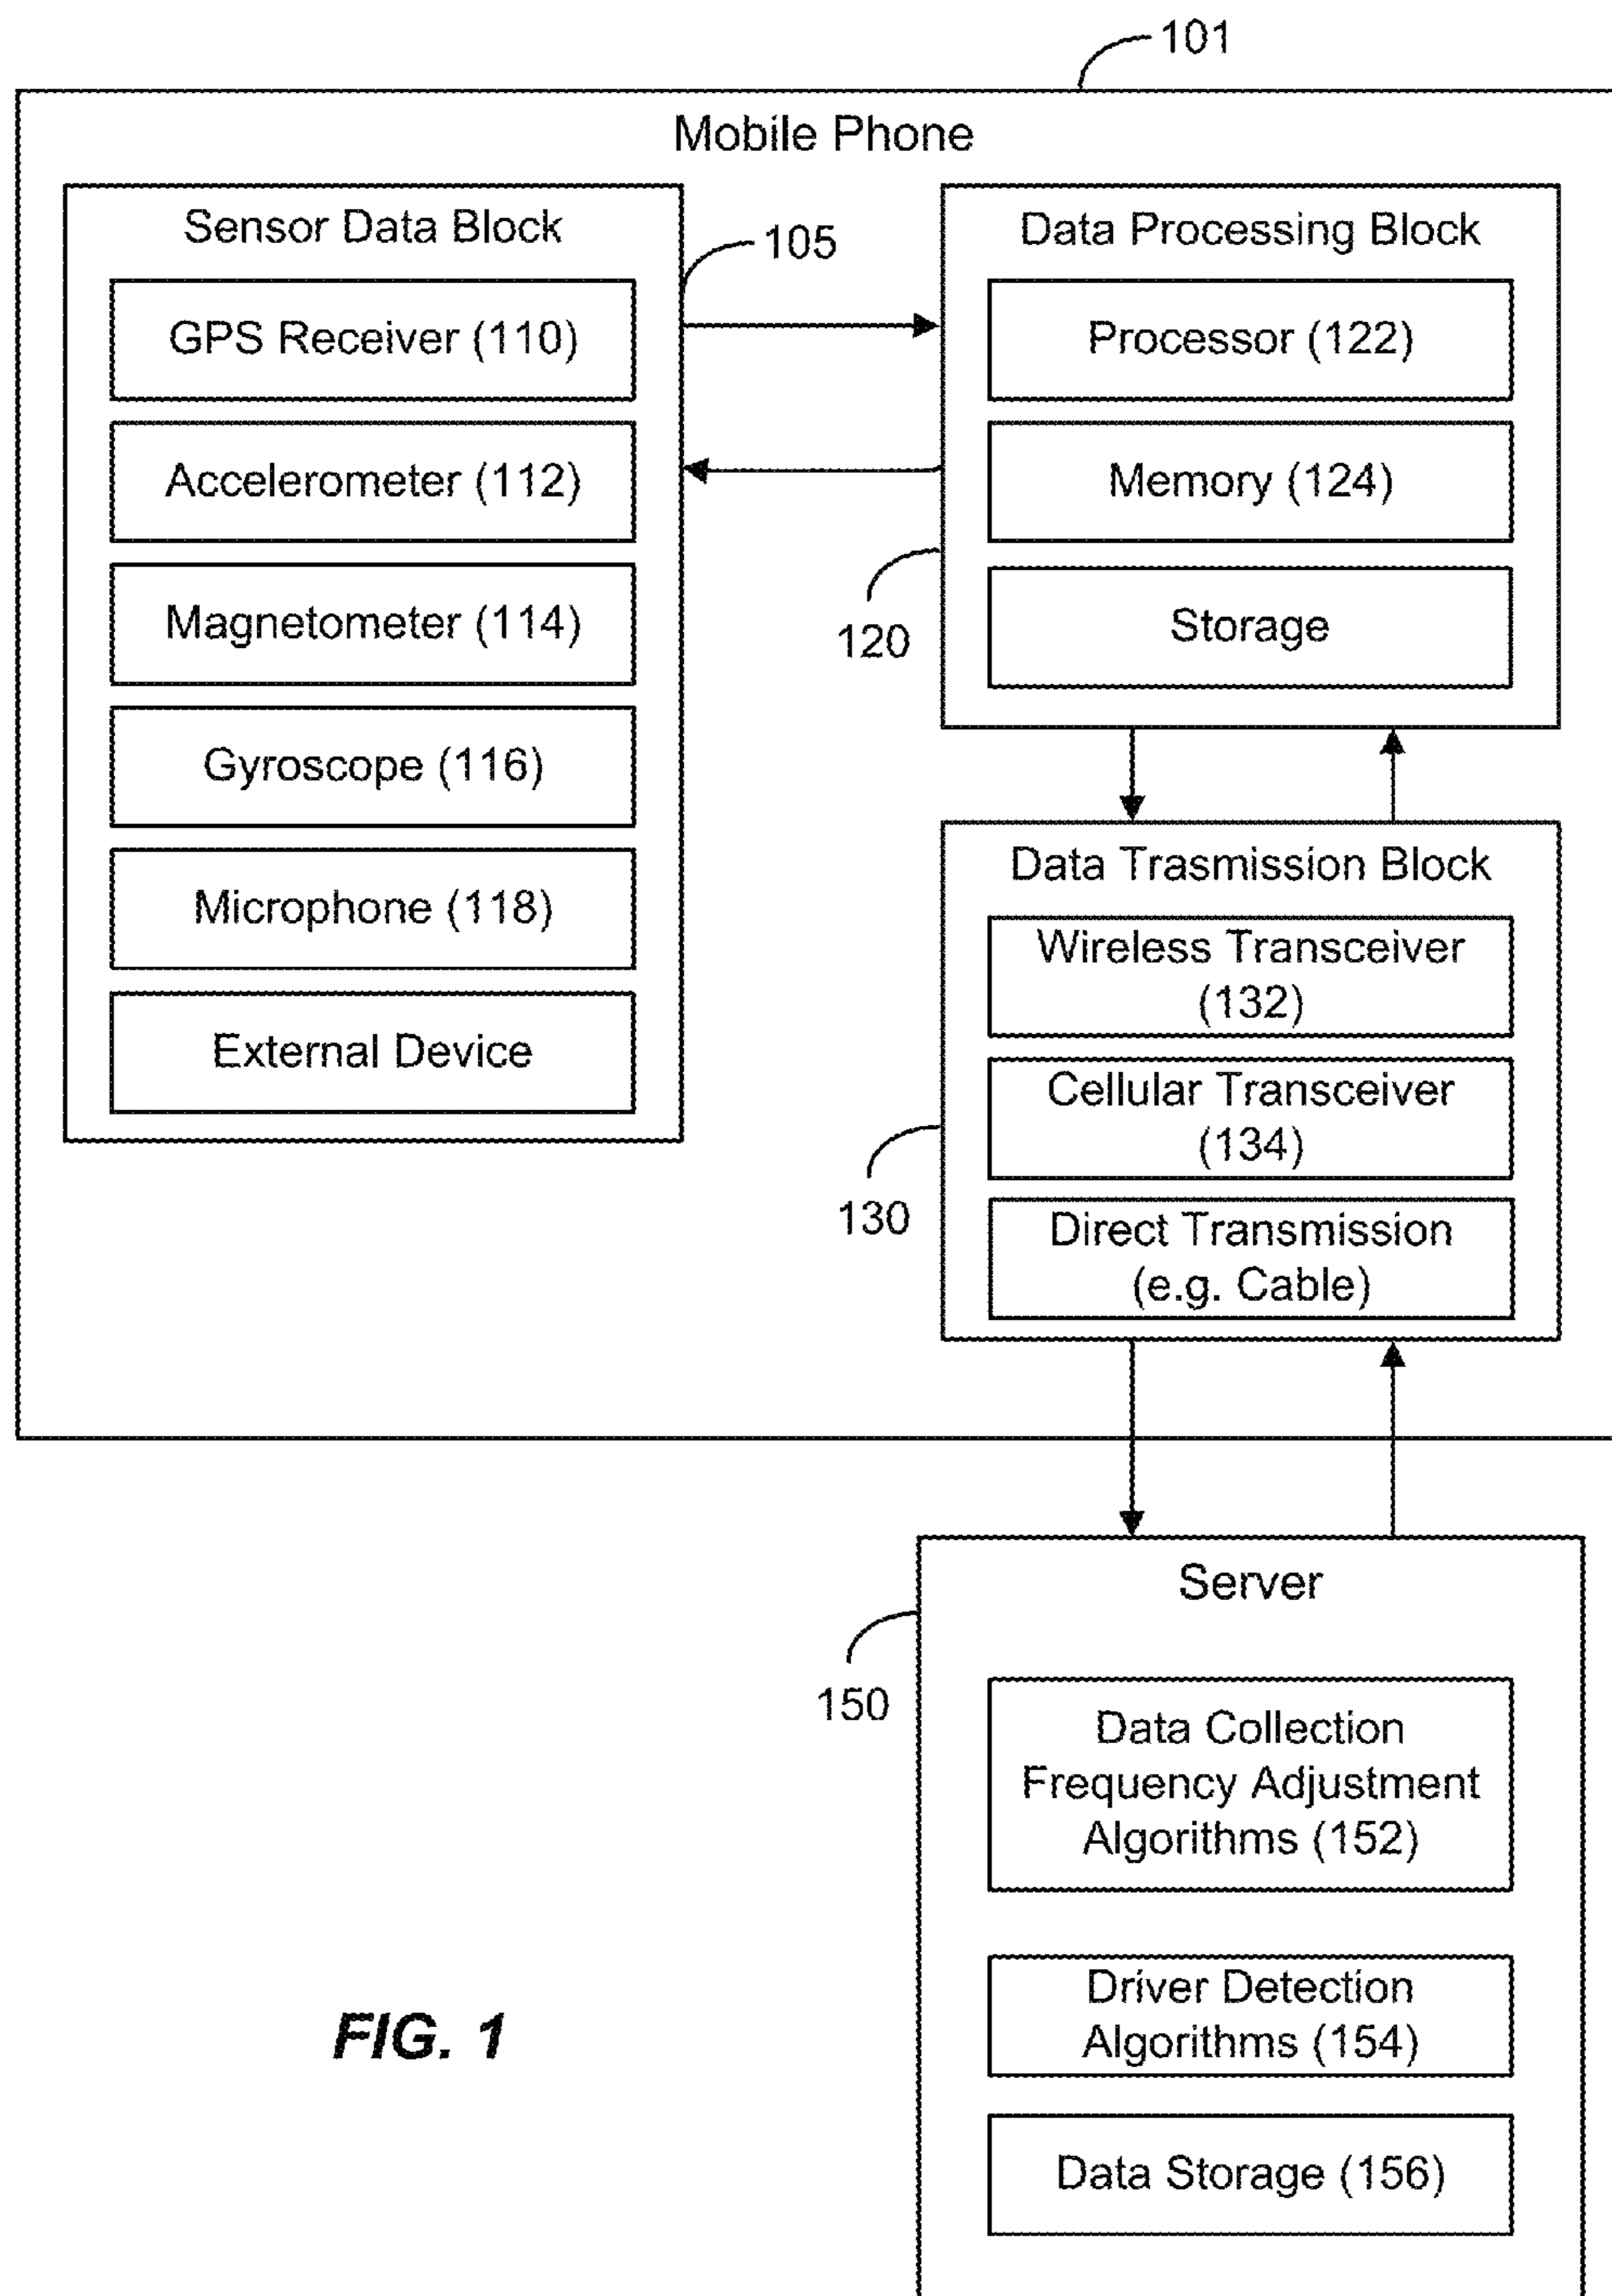 101
Mobile Phone
Sensor Data Block
105
GPS Receiver (110)
Accelerometer (112)
Magnetometer (114)
Gyroscope (116)
Microphone (118)
External Device
Data Processing Block
Processor (122)
Memory (124)
Storage
120
Data Trasmission Block
Wireless Transceiver
(132)
Cellular Transceiver
(134)
Direct Transmission
(e.g. Cable)
130
Server
150
Data Collection
Frequency Adjustment
Algorithms (152)
Driver Detection
Algorithms (154)
Data Storage (156)
FIG. 1